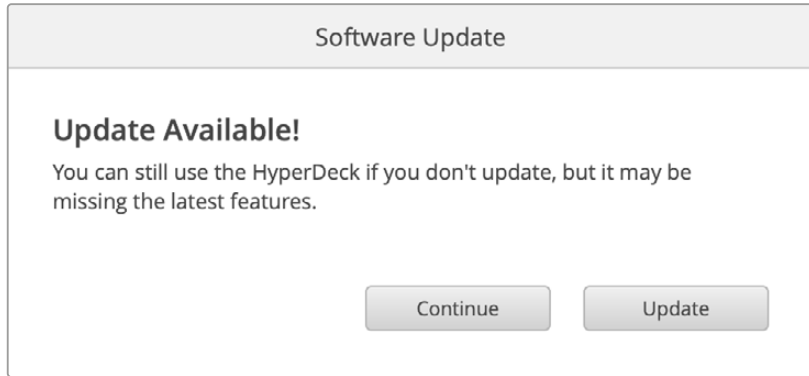 Software Update
Update Available!
You can still use the HyperDeck if you don't update, but it may be
missing the latest features.
Continue
Update